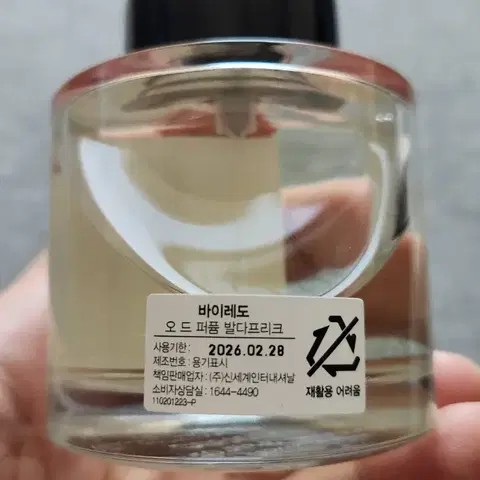 바이레도
오 드 퍼퓸 발다프리크
사용기한 : 2026.02.28
제조번호 : 용기표시
책임판매업자 : (주)신세계인터내셔날
소비자상담실 : 1644-4490
110201223-P
재활용 어려움